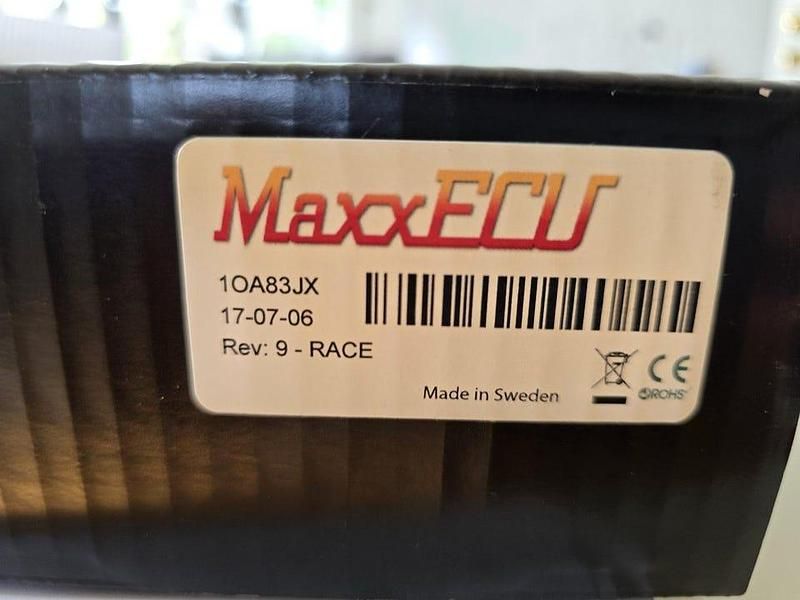 MaxxECU
1OA83JX
17-07-06
Rev: 9 - RACE
Made in Sweden
CE
ROHS